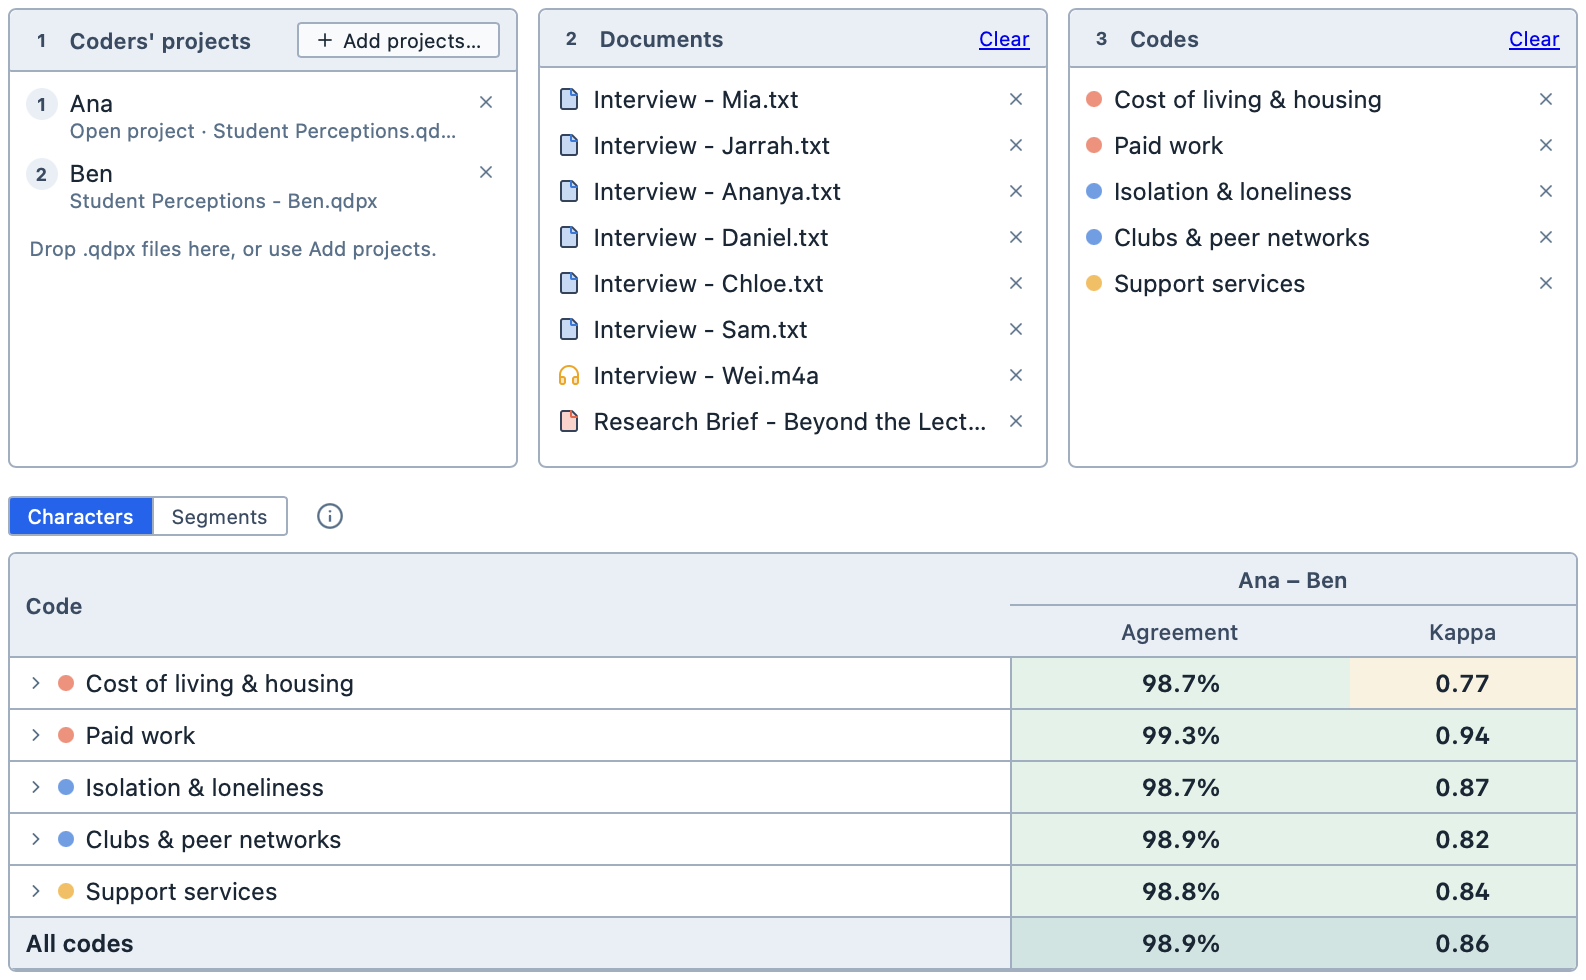 1 Coders' projects + Add projects...
1 Ana
Open project · Student Perceptions.qd...
2 Ben
Student Perceptions - Ben.qdpx
Drop .qdpx files here, or use Add projects.
2 Documents Clear
Interview - Mia.txt
Interview - Jarrah.txt
Interview - Ananya.txt
Interview - Daniel.txt
Interview - Chloe.txt
Interview - Sam.txt
Interview - Wei.m4a
Research Brief - Beyond the Lect...
3 Codes Clear
Cost of living & housing
Paid work
Isolation & loneliness
Clubs & peer networks
Support services
Characters Segments
Code Ana – Ben
Agreement Kappa
Cost of living & housing 98.7% 0.77
Paid work 99.3% 0.94
Isolation & loneliness 98.7% 0.87
Clubs & peer networks 98.9% 0.82
Support services 98.8% 0.84
All codes 98.9% 0.86